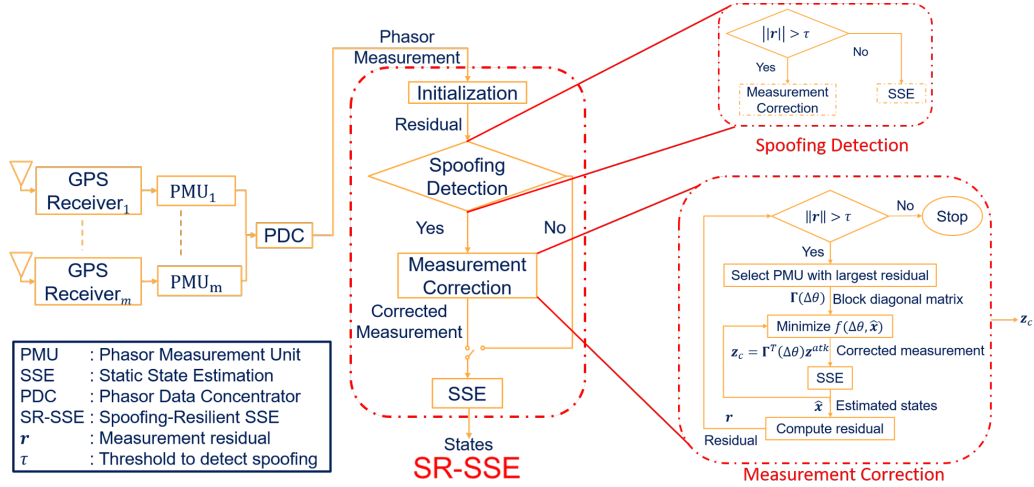 Phasor
Measurement
Initialization
Residual
Spoofing
Detection
Yes
No
Measurement
Correction
Corrected
Measurement
SSE
States
SR-SSE
GPS
Receiver₁
PMU₁
GPS
Receiverₘ
PMUₘ
PDC
PMU : Phasor Measurement Unit
SSE : Static State Estimation
PDC : Phasor Data Concentrator
SR-SSE : Spoofing-Resilient SSE
r : Measurement residual
τ : Threshold to detect spoofing
||r|| > τ
No
Yes
Measurement
Correction
SSE
Spoofing Detection
‖r‖ > τ
No
Stop
Yes
Select PMU with largest residual
Γ(Δθ) Block diagonal matrix
Minimize f(Δθ, x̂)
z_c = Γᵀ(Δθ)zᵃᵗᵏ Corrected measurement
SSE
x̂ Estimated states
r
Residual
Compute residual
z_c
Measurement Correction